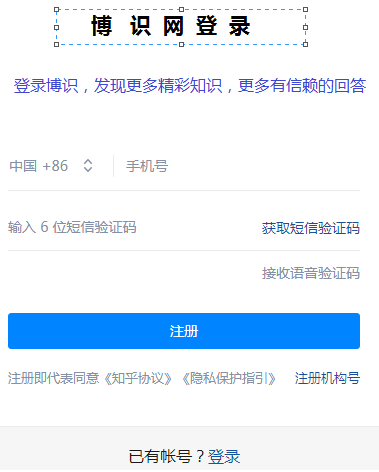 博识网登录
登录博识，发现更多精彩知识，更多有信赖的回答
中国 +86 手机号
输入 6 位短信验证码 获取短信验证码
接收语音验证码
注册
注册即代表同意《知乎协议》《隐私保护指引》 注册机构号
已有帐号？登录